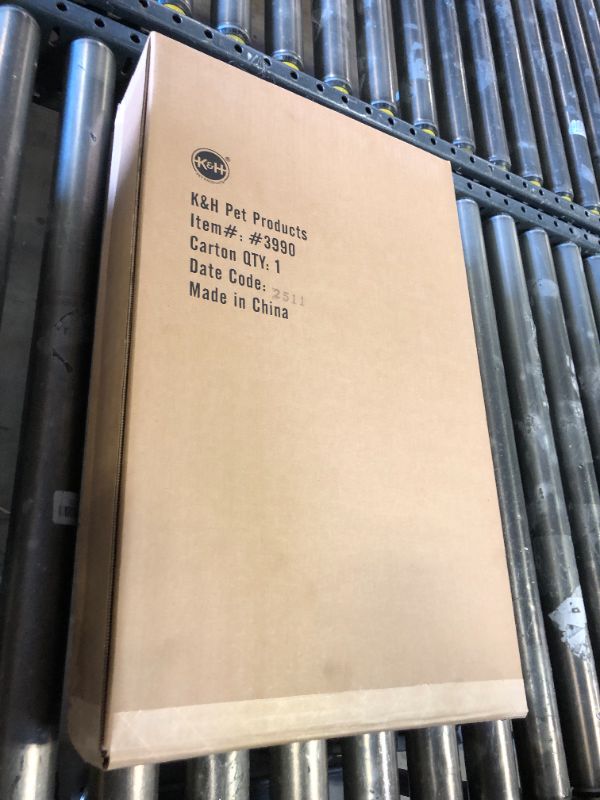 K&H®
K&H Pet Products
Item#: #3990
Carton QTY: 1
Date Code: 2511
Made in China